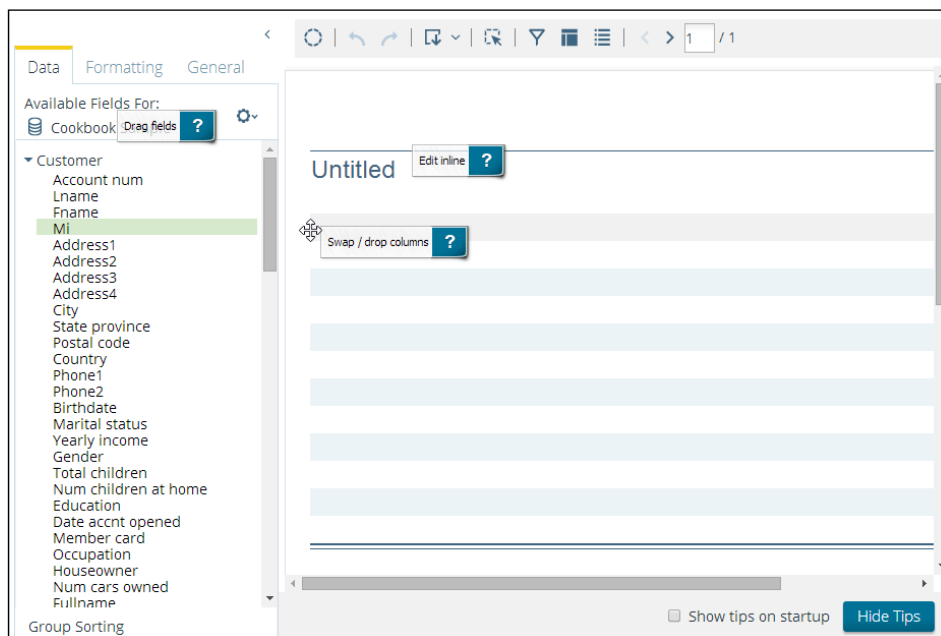 1 / 1
Data Formatting General
Available Fields For:
Cookbook
Drag fields ?
Customer
Account num
Lname
Fname
Mi
Address1
Address2
Address3
Address4
City
State province
Postal code
Country
Phone1
Phone2
Birthdate
Marital status
Yearly income
Gender
Total children
Num children at home
Education
Date accnt opened
Member card
Occupation
Houseowner
Num cars owned
Fullname
Group Sorting
Untitled
Edit inline ?
Swap / drop columns ?
Show tips on startup
Hide Tips